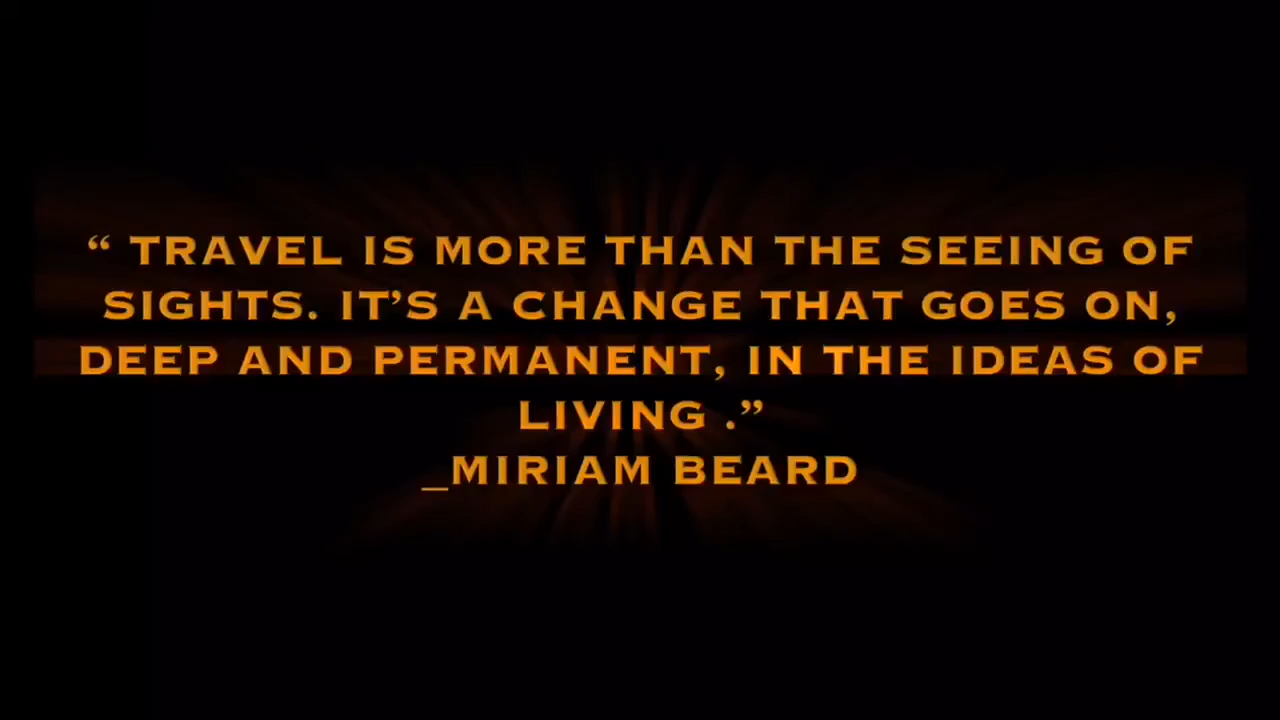 “ TRAVEL IS MORE THAN THE SEEING OF
SIGHTS. IT’S A CHANGE THAT GOES ON,
DEEP AND PERMANENT, IN THE IDEAS OF
LIVING .”
_MIRIAM BEARD